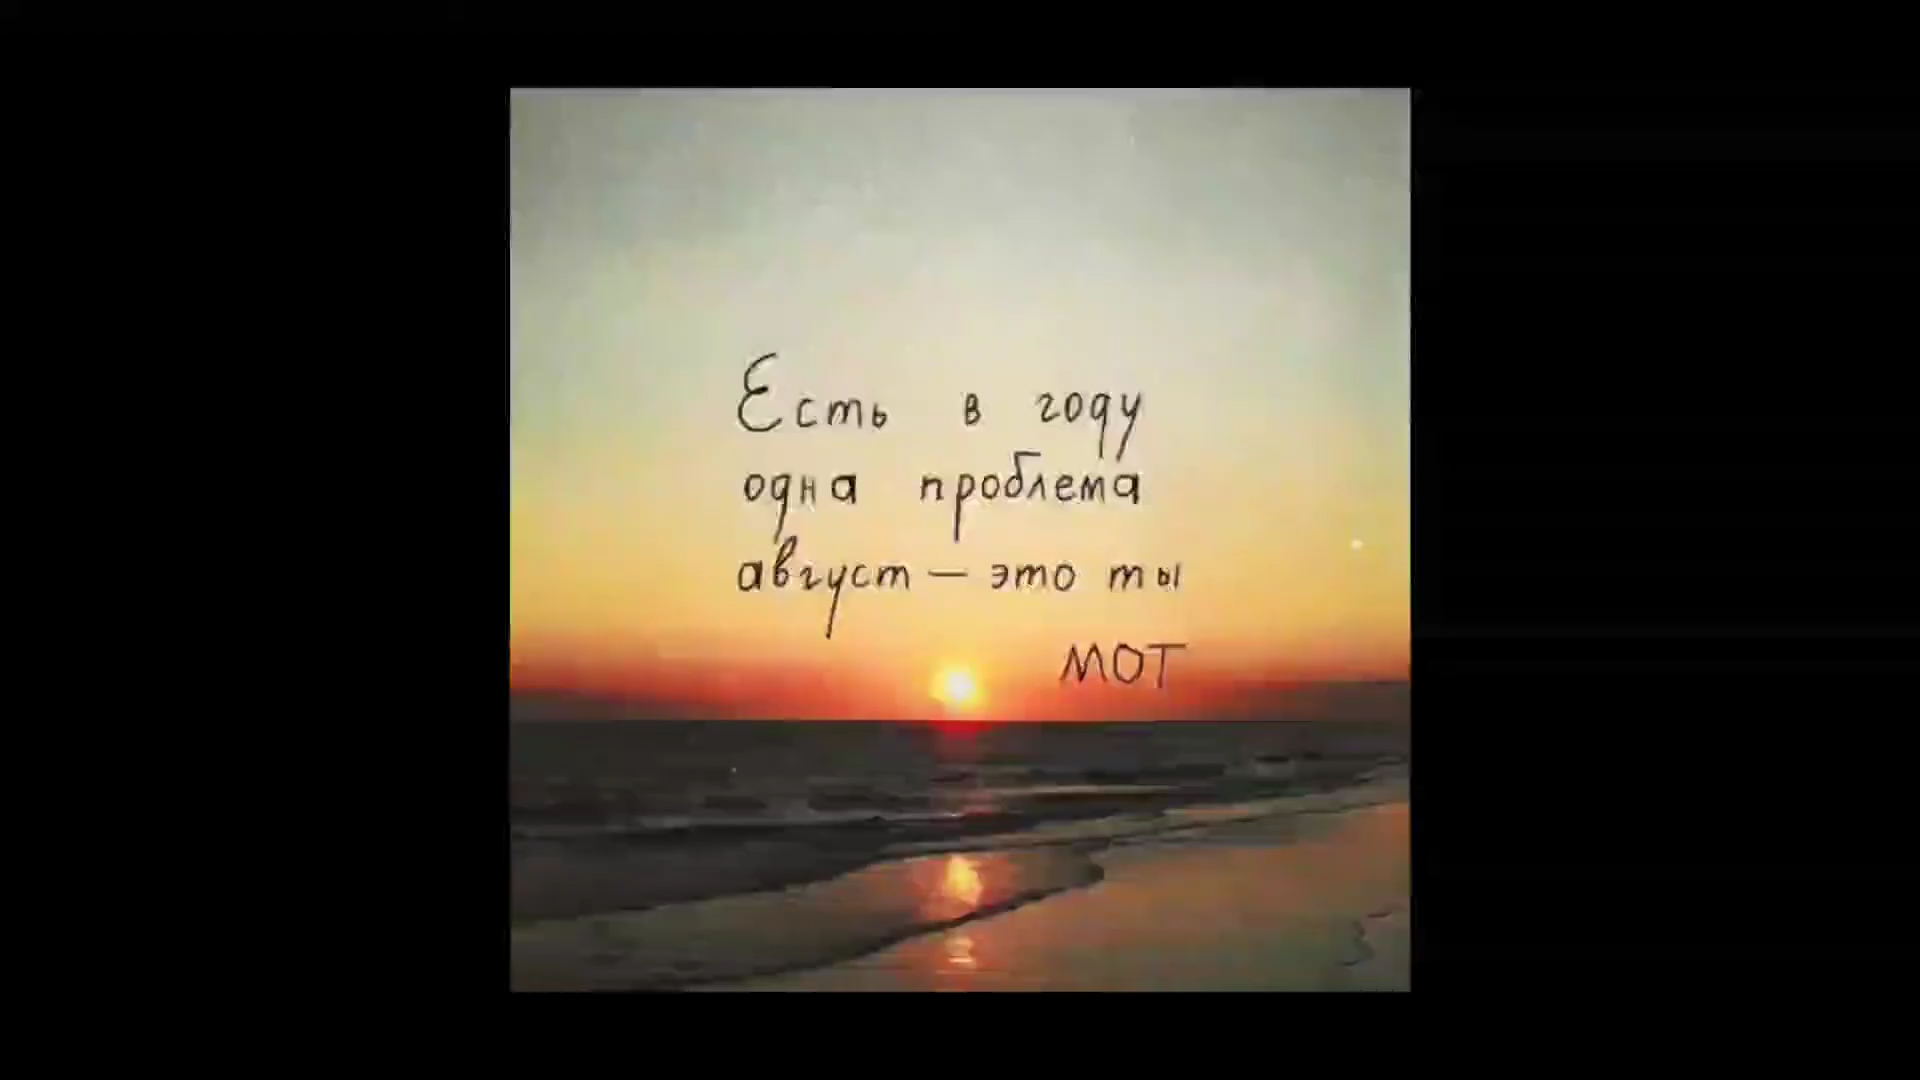 Есть в году
одна проблема
август — это ты
МОТ